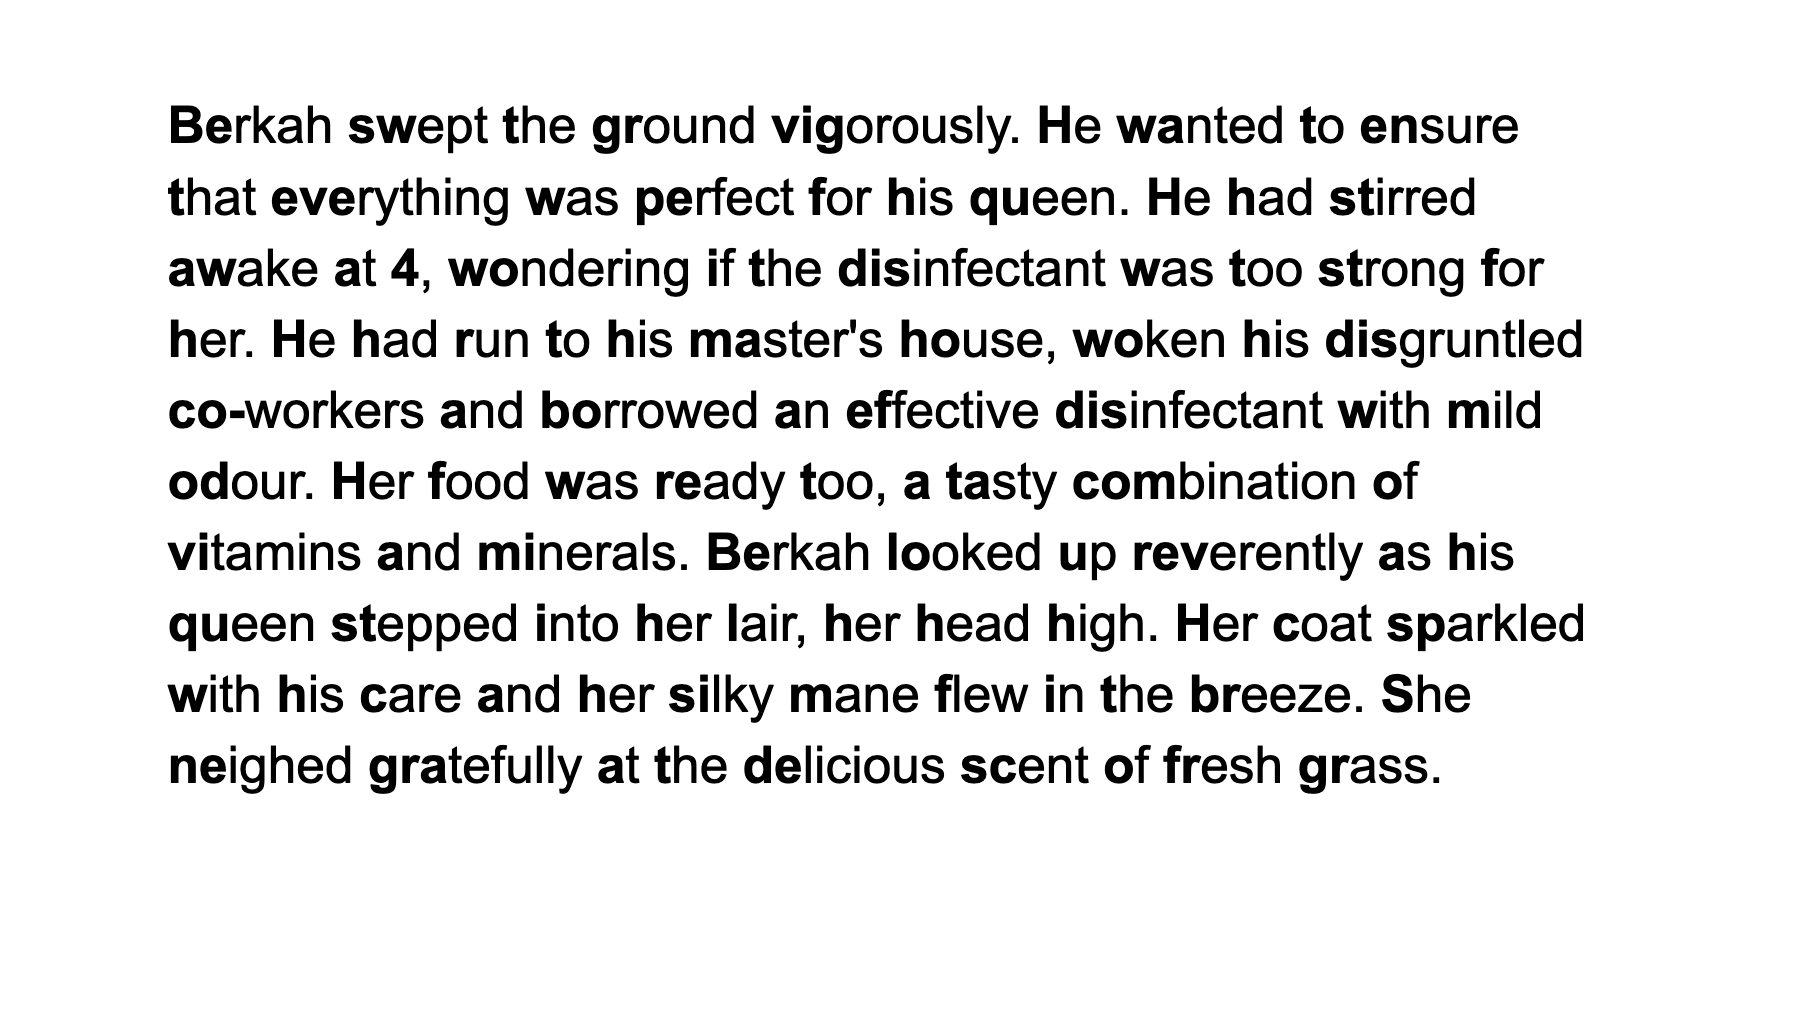 Berkah swept the ground vigorously. He wanted to ensure
that everything was perfect for his queen. He had stirred
awake at 4, wondering if the disinfectant was too strong for
her. He had run to his master's house, woken his disgruntled
co-workers and borrowed an effective disinfectant with mild
odour. Her food was ready too, a tasty combination of
vitamins and minerals. Berkah looked up reverently as his
queen stepped into her lair, her head high. Her coat sparkled
with his care and her silky mane flew in the breeze. She
neighed gratefully at the delicious scent of fresh grass.